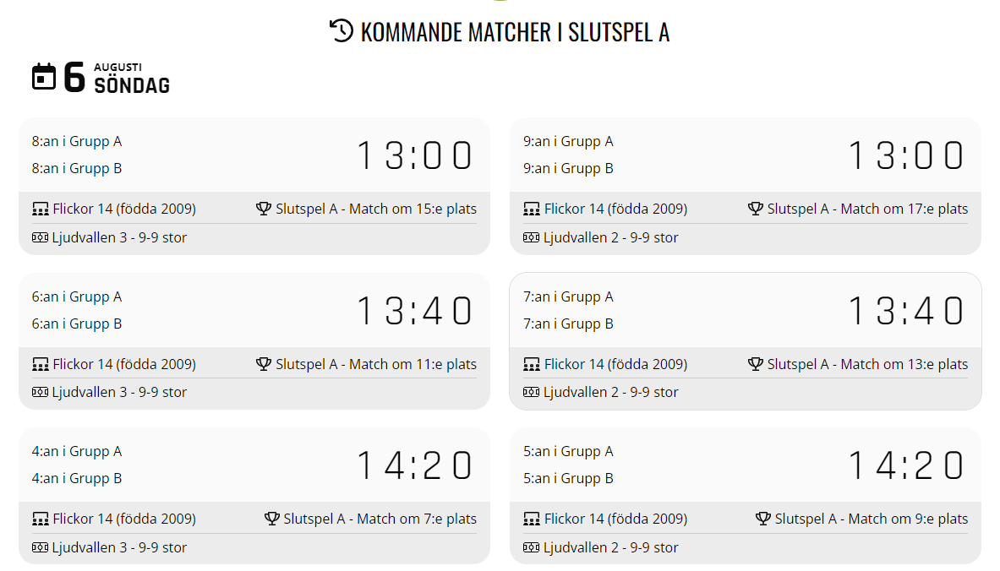 KOMMANDE MATCHER I SLUTSPEL A
6 AUGUSTI
SÖNDAG
8:an i Grupp A
8:an i Grupp B
13:00
Flickor 14 (födda 2009) Slutspel A - Match om 15:e plats
Ljudvallen 3 - 9-9 stor
9:an i Grupp A
9:an i Grupp B
13:00
Flickor 14 (födda 2009) Slutspel A - Match om 17:e plats
Ljudvallen 2 - 9-9 stor
6:an i Grupp A
6:an i Grupp B
13:40
Flickor 14 (födda 2009) Slutspel A - Match om 11:e plats
Ljudvallen 3 - 9-9 stor
7:an i Grupp A
7:an i Grupp B
13:40
Flickor 14 (födda 2009) Slutspel A - Match om 13:e plats
Ljudvallen 2 - 9-9 stor
4:an i Grupp A
4:an i Grupp B
14:20
Flickor 14 (födda 2009) Slutspel A - Match om 7:e plats
Ljudvallen 3 - 9-9 stor
5:an i Grupp A
5:an i Grupp B
14:20
Flickor 14 (födda 2009) Slutspel A - Match om 9:e plats
Ljudvallen 2 - 9-9 stor